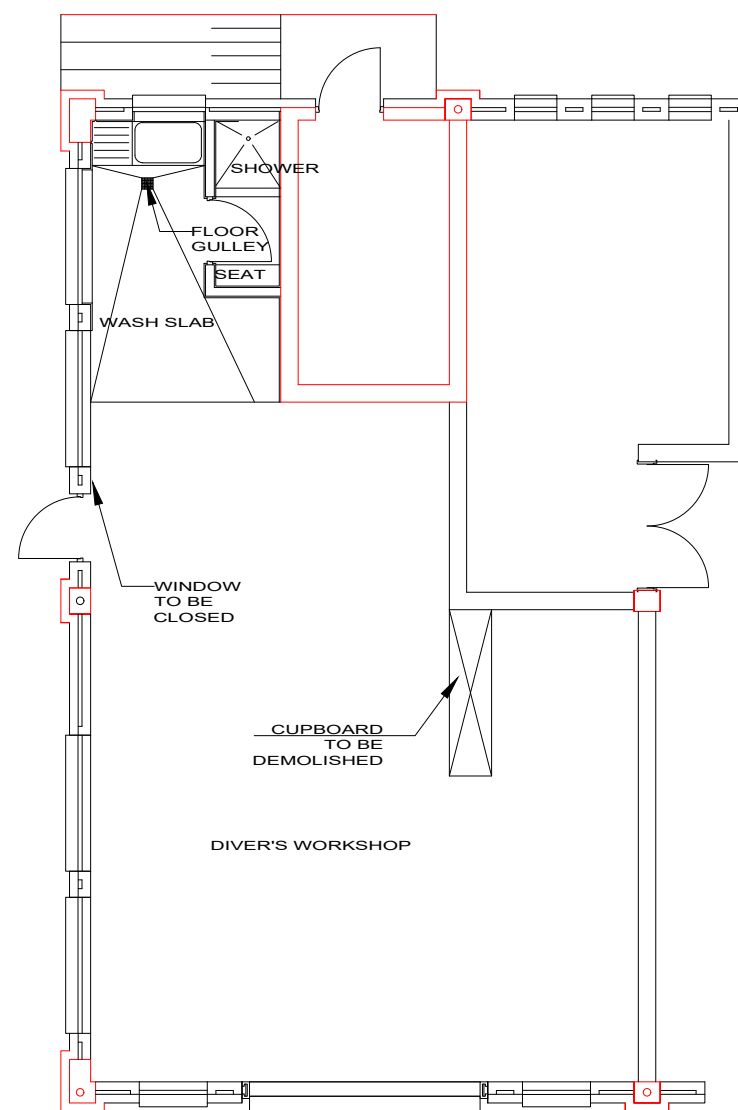 SHOWER
FLOOR
GULLEY
SEAT
WASH SLAB
WINDOW
TO BE
CLOSED
CUPBOARD
TO BE
DEMOLISHED
DIVER'S WORKSHOP